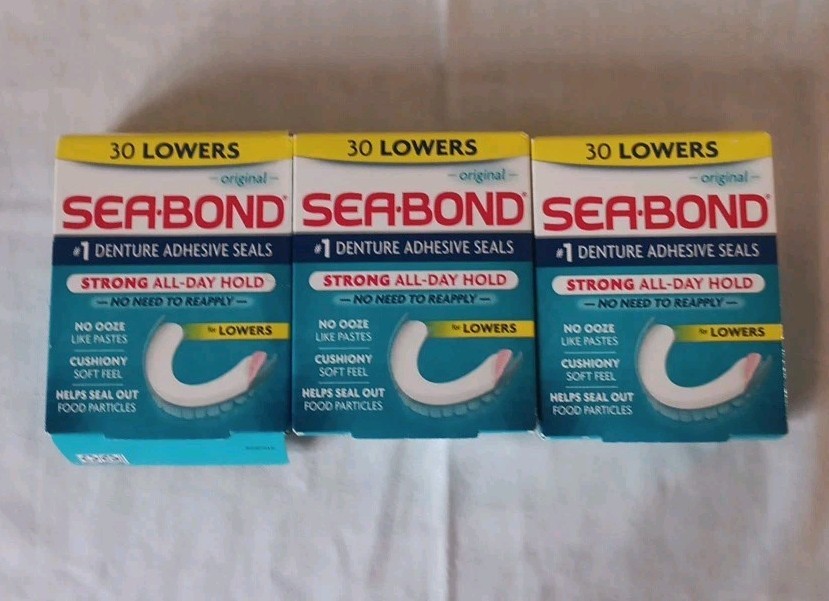 30 LOWERS
original
SEA·BOND®
#1 DENTURE ADHESIVE SEALS
STRONG ALL-DAY HOLD
NO NEED TO REAPPLY
NO OOZE
LIKE PASTES
for LOWERS
CUSHIONY
SOFT FEEL
HELPS SEAL OUT
FOOD PARTICLES
30 LOWERS
original
SEA·BOND®
#1 DENTURE ADHESIVE SEALS
STRONG ALL-DAY HOLD
NO NEED TO REAPPLY
NO OOZE
LIKE PASTES
for LOWERS
CUSHIONY
SOFT FEEL
HELPS SEAL OUT
FOOD PARTICLES
30 LOWERS
original
SEA·BOND®
#1 DENTURE ADHESIVE SEALS
STRONG ALL-DAY HOLD
NO NEED TO REAPPLY
NO OOZE
LIKE PASTES
for LOWERS
CUSHIONY
SOFT FEEL
HELPS SEAL OUT
FOOD PARTICLES